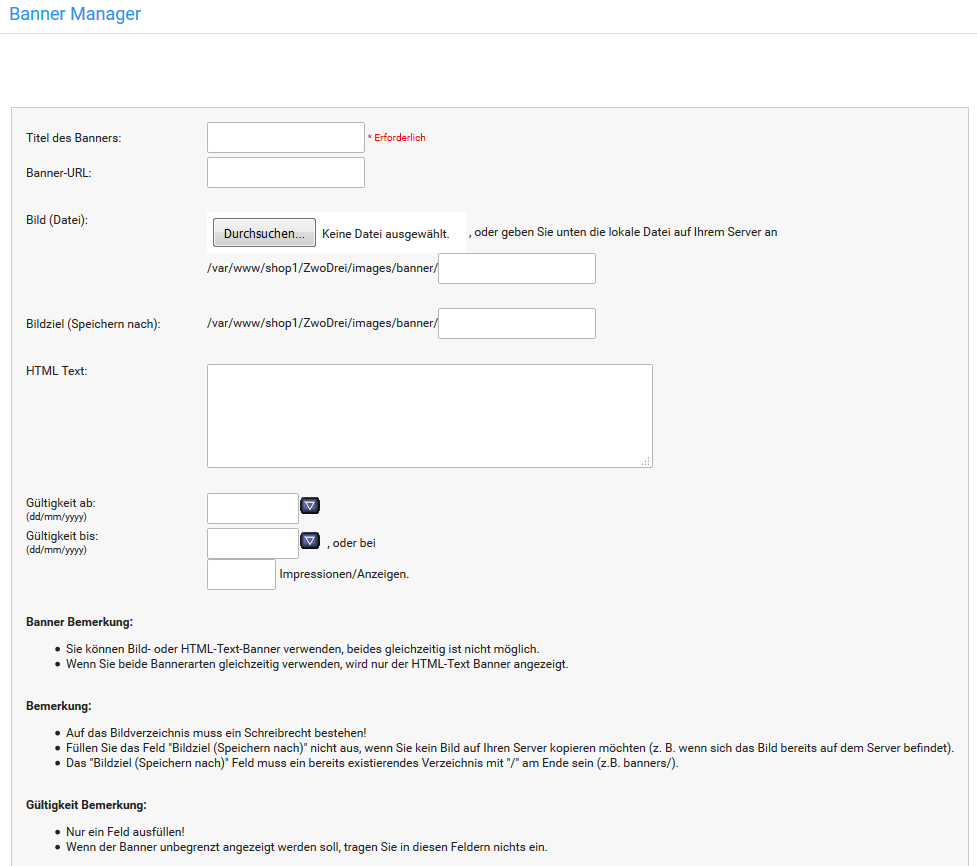 Banner Manager
Titel des Banners:
* Erforderlich
Banner-URL:
Bild (Datei):
Durchsuchen... Keine Datei ausgewählt. , oder geben Sie unten die lokale Datei auf Ihrem Server an
/var/www/shop1/ZwoDrei/images/banner/
Bildziel (Speichern nach): /var/www/shop1/ZwoDrei/images/banner/
HTML Text:
Gültigkeit ab:
(dd/mm/yyyy)
Gültigkeit bis:
(dd/mm/yyyy)
, oder bei
Impressionen/Anzeigen.
Banner Bemerkung:
• Sie können Bild- oder HTML-Text-Banner verwenden, beides gleichzeitig ist nicht möglich.
• Wenn Sie beide Bannerarten gleichzeitig verwenden, wird nur der HTML-Text Banner angezeigt.
Bemerkung:
• Auf das Bildverzeichnis muss ein Schreibrecht bestehen!
• Füllen Sie das Feld "Bildziel (Speichern nach)" nicht aus, wenn Sie kein Bild auf Ihren Server kopieren möchten (z. B. wenn sich das Bild bereits auf dem Server befindet).
• Das "Bildziel (Speichern nach)" Feld muss ein bereits existierendes Verzeichnis mit "/" am Ende sein (z.B. banners/).
Gültigkeit Bemerkung:
• Nur ein Feld ausfüllen!
• Wenn der Banner unbegrenzt angezeigt werden soll, tragen Sie in diesen Feldern nichts ein.